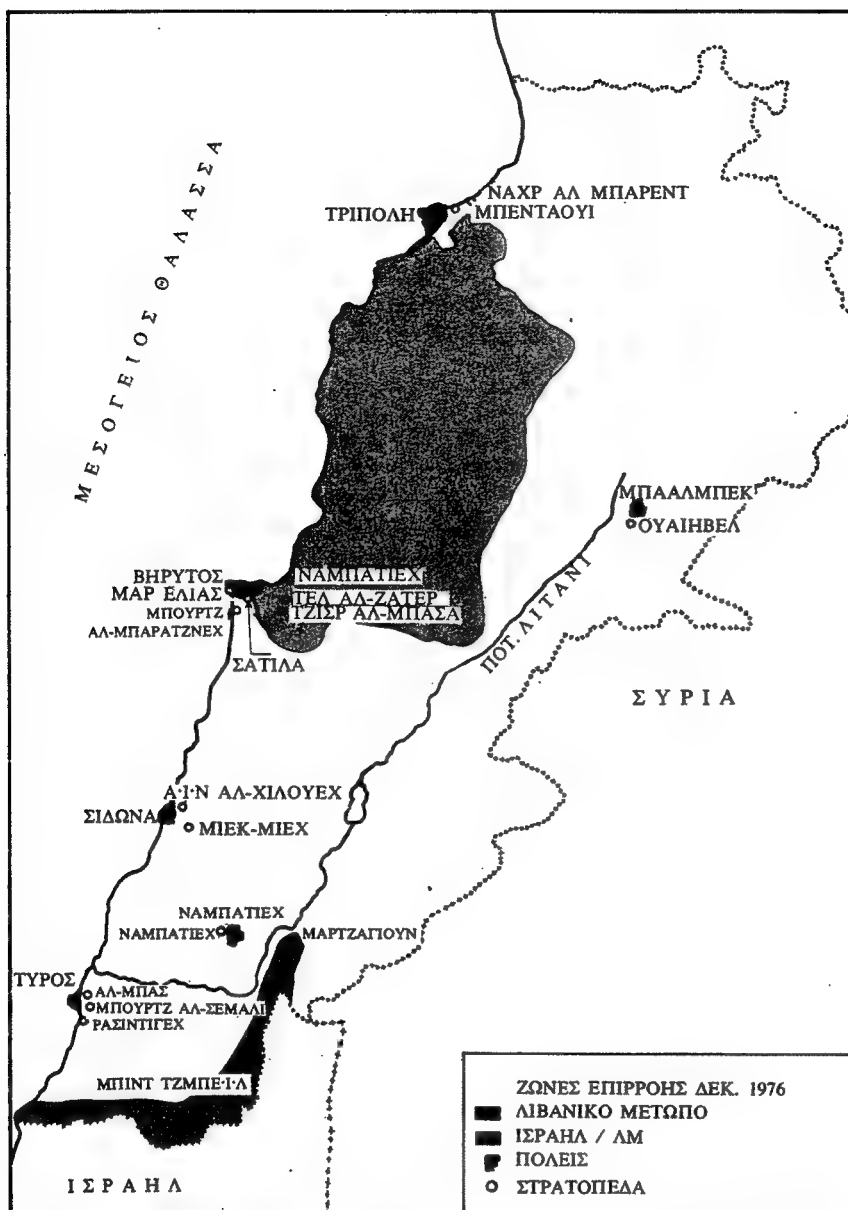 ΝΑΧΡ ΑΛ ΜΠΑΡΕΝΤ
ΤΡΙΠΟΛΗ
ΜΠΕΝΤΑΟΥΙ
ΜΕΣΟΓΕΙΟΣ ΘΑΛΑΣΣΑ
ΜΠΑΑΛΜΠΕΚ
ΟΥΑΙΗΒΕΛ
ΒΗΡΥΤΟΣ
ΝΑΜΠΑΤΙΕΧ
ΜΑΡ ΕΛΙΑΣ
ΤΕΛ ΑΛ-ΖΑΤΕΡ
ΜΠΟΥΡΤΖ
ΤΖΙΣΡ ΑΛ-ΜΠΑΣΑ
ΑΛ-ΜΠΑΡΑΤΖΝΕΧ
ΣΑΤΙΛΑ
ΠΟΤ. ΛΙΤΑΝΙ
ΣΥΡΙΑ
Α·Ι·Ν ΑΛ-ΧΙΛΟΥΕΧ
ΣΙΔΩΝΑ
ΜΙΕΚ-ΜΙΕΧ
ΝΑΜΠΑΤΙΕΧ
ΝΑΜΠΑΤΙΕΧ
ΜΑΡΤΖΑΓΙΟΥΝ
ΤΥΡΟΣ
ΑΛ-ΜΠΑΣ
ΜΠΟΥΡΤΖ ΑΛ-ΣΕΜΑΛΙ
ΡΑΣΙΝΤΙΓΕΧ
ΜΠΙΝΤ ΤΖΜΠΕ·Ι·Λ
ΙΣΡΑΗΛ
ΖΩΝΕΣ ΕΠΙΡΡΟΗΣ ΔΕΚ. 1976
ΛΙΒΑΝΙΚΟ ΜΕΤΩΠΟ
ΙΣΡΑΗΛ / ΛΜ
ΠΟΛΕΙΣ
ΣΤΡΑΤΟΠΕΔΑ